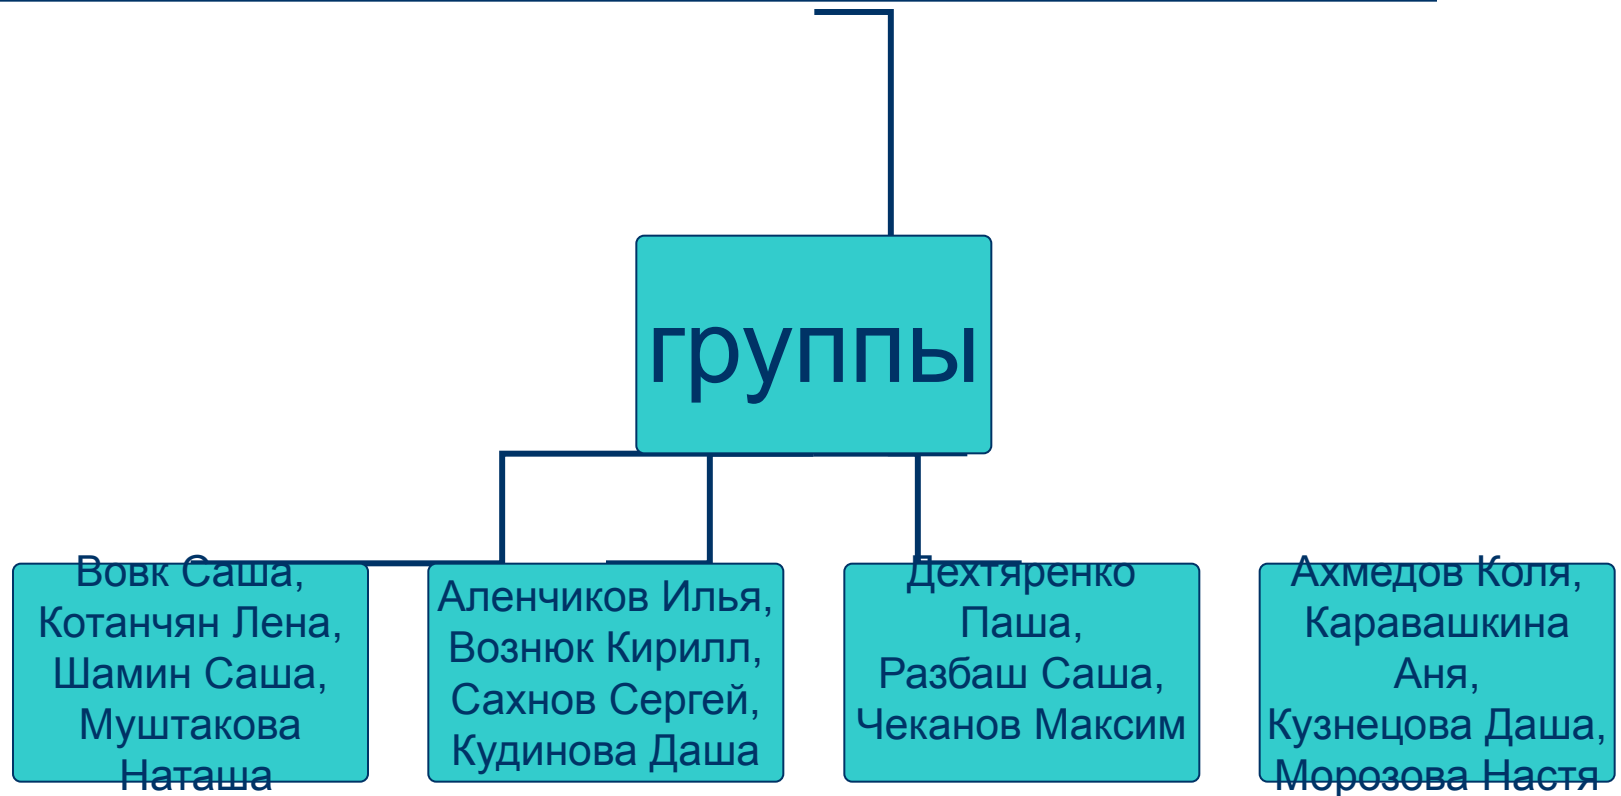 группы
Вовк Саша,
Котанчян Лена,
Шамин Саша,
Муштакова
Наташа
Аленчиков Илья,
Вознюк Кирилл,
Сахнов Сергей,
Кудинова Даша
Дехтяренко
Паша,
Разбаш Саша,
Чеканов Максим
Ахмедов Коля,
Каравашкина
Аня,
Кузнецова Даша,
Морозова Настя